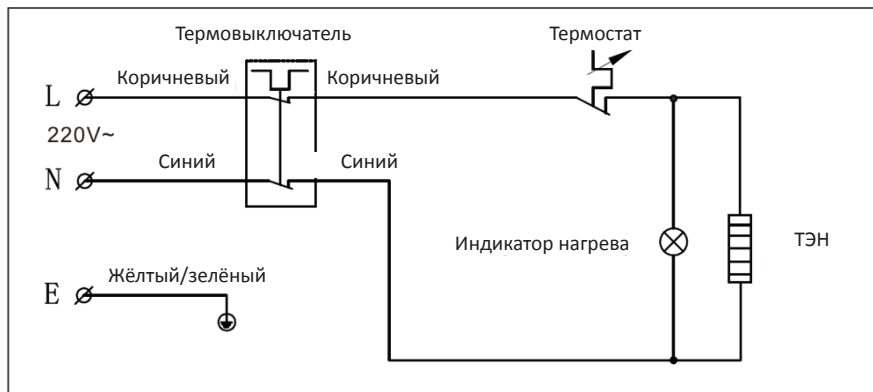 Термовыключатель
Термостат
Коричневый
Коричневый
L
220V~
Синий
Синий
N
Индикатор нагрева
ТЭН
Жёлтый/зелёный
E